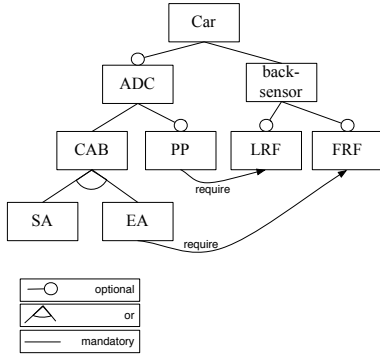 Car
ADC
back-
sensor
CAB
PP
LRF
FRF
require
SA
EA
require
optional
or
mandatory